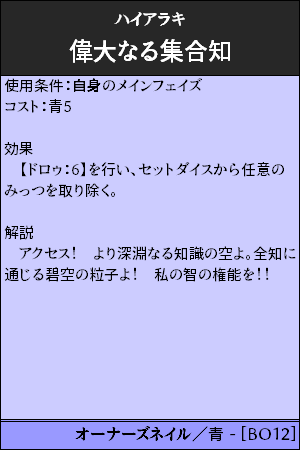 ハイアラキ
偉大なる集合知
使用条件：自身のメインフェイズ
コスト：青5
効果
　【ドロゥ：6】を行い、セットダイスから任意の
みっつを取り除く。
解説
　アクセス！　より深淵なる知識の空よ。全知に
通じる碧空の粒子よ！　私の智の権能を！！
オーナーズネイル／青 - [BO12]